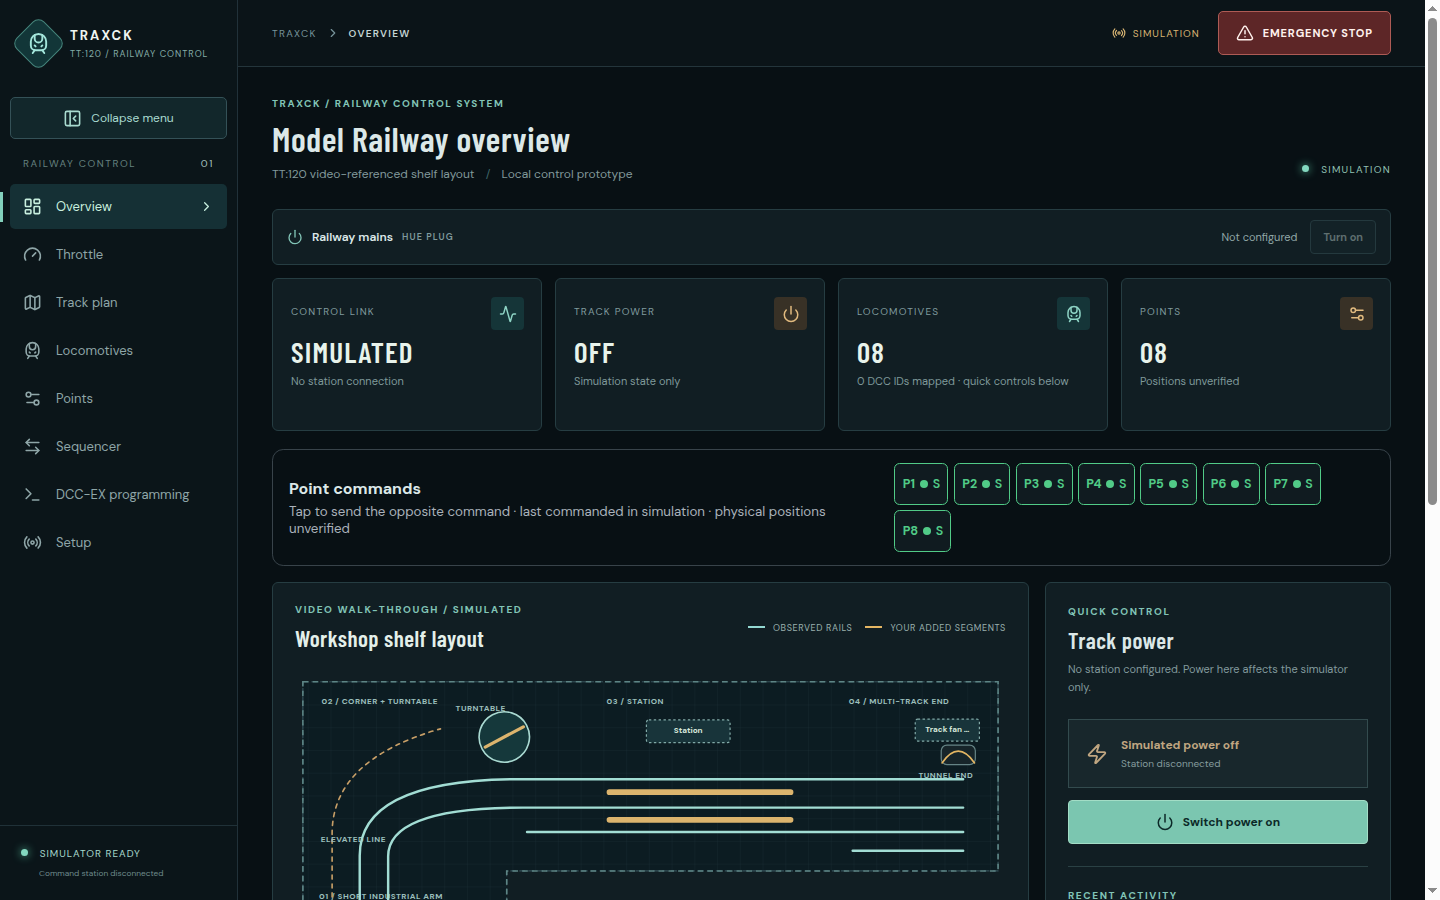 TRAXCK
TT:120 / RAILWAY CONTROL
Collapse menu
RAILWAY CONTROL 01
Overview
Throttle
Track plan
Locomotives
Points
Sequencer
DCC-EX programming
Setup
SIMULATOR READY
Command station disconnected
TRAXCK > OVERVIEW
SIMULATION
EMERGENCY STOP
TRAXCK / RAILWAY CONTROL SYSTEM
Model Railway overview
TT:120 video-referenced shelf layout / Local control prototype
SIMULATION
Railway mains HUE PLUG
Not configured
Turn on
CONTROL LINK
SIMULATED
No station connection
TRACK POWER
OFF
Simulation state only
LOCOMOTIVES
08
0 DCC IDs mapped · quick controls below
POINTS
08
Positions unverified
Point commands
Tap to send the opposite command · last commanded in simulation · physical positions
unverified
P1 ● S
P2 ● S
P3 ● S
P4 ● S
P5 ● S
P6 ● S
P7 ● S
P8 ● S
VIDEO WALK-THROUGH / SIMULATED
Workshop shelf layout
OBSERVED RAILS
YOUR ADDED SEGMENTS
02 / CORNER + TURNTABLE
TURNTABLE
03 / STATION
Station
04 / MULTI-TRACK END
Track fan ...
TUNNEL END
ELEVATED LINE
01 / SHORT INDUSTRIAL ARM
QUICK CONTROL
Track power
No station configured. Power here affects the simulator
only.
Simulated power off
Station disconnected
Switch power on
RECENT ACTIVITY